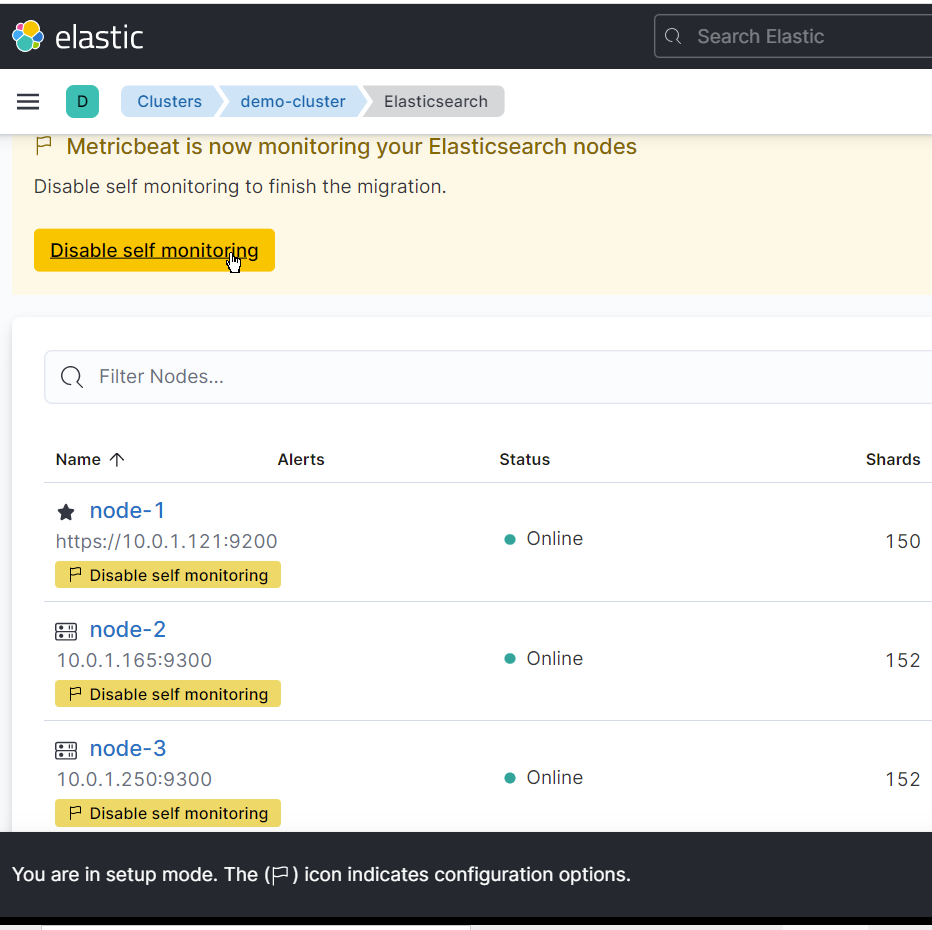 elastic
Search Elastic
D
Clusters
demo-cluster
Elasticsearch
Metricbeat is now monitoring your Elasticsearch nodes
Disable self monitoring to finish the migration.
Disable self monitoring
Filter Nodes...
Name Alerts Status Shards
node-1
https://10.0.1.121:9200 Online 150
Disable self monitoring
node-2
10.0.1.165:9300 Online 152
Disable self monitoring
node-3
10.0.1.250:9300 Online 152
Disable self monitoring
You are in setup mode. The ( ) icon indicates configuration options.